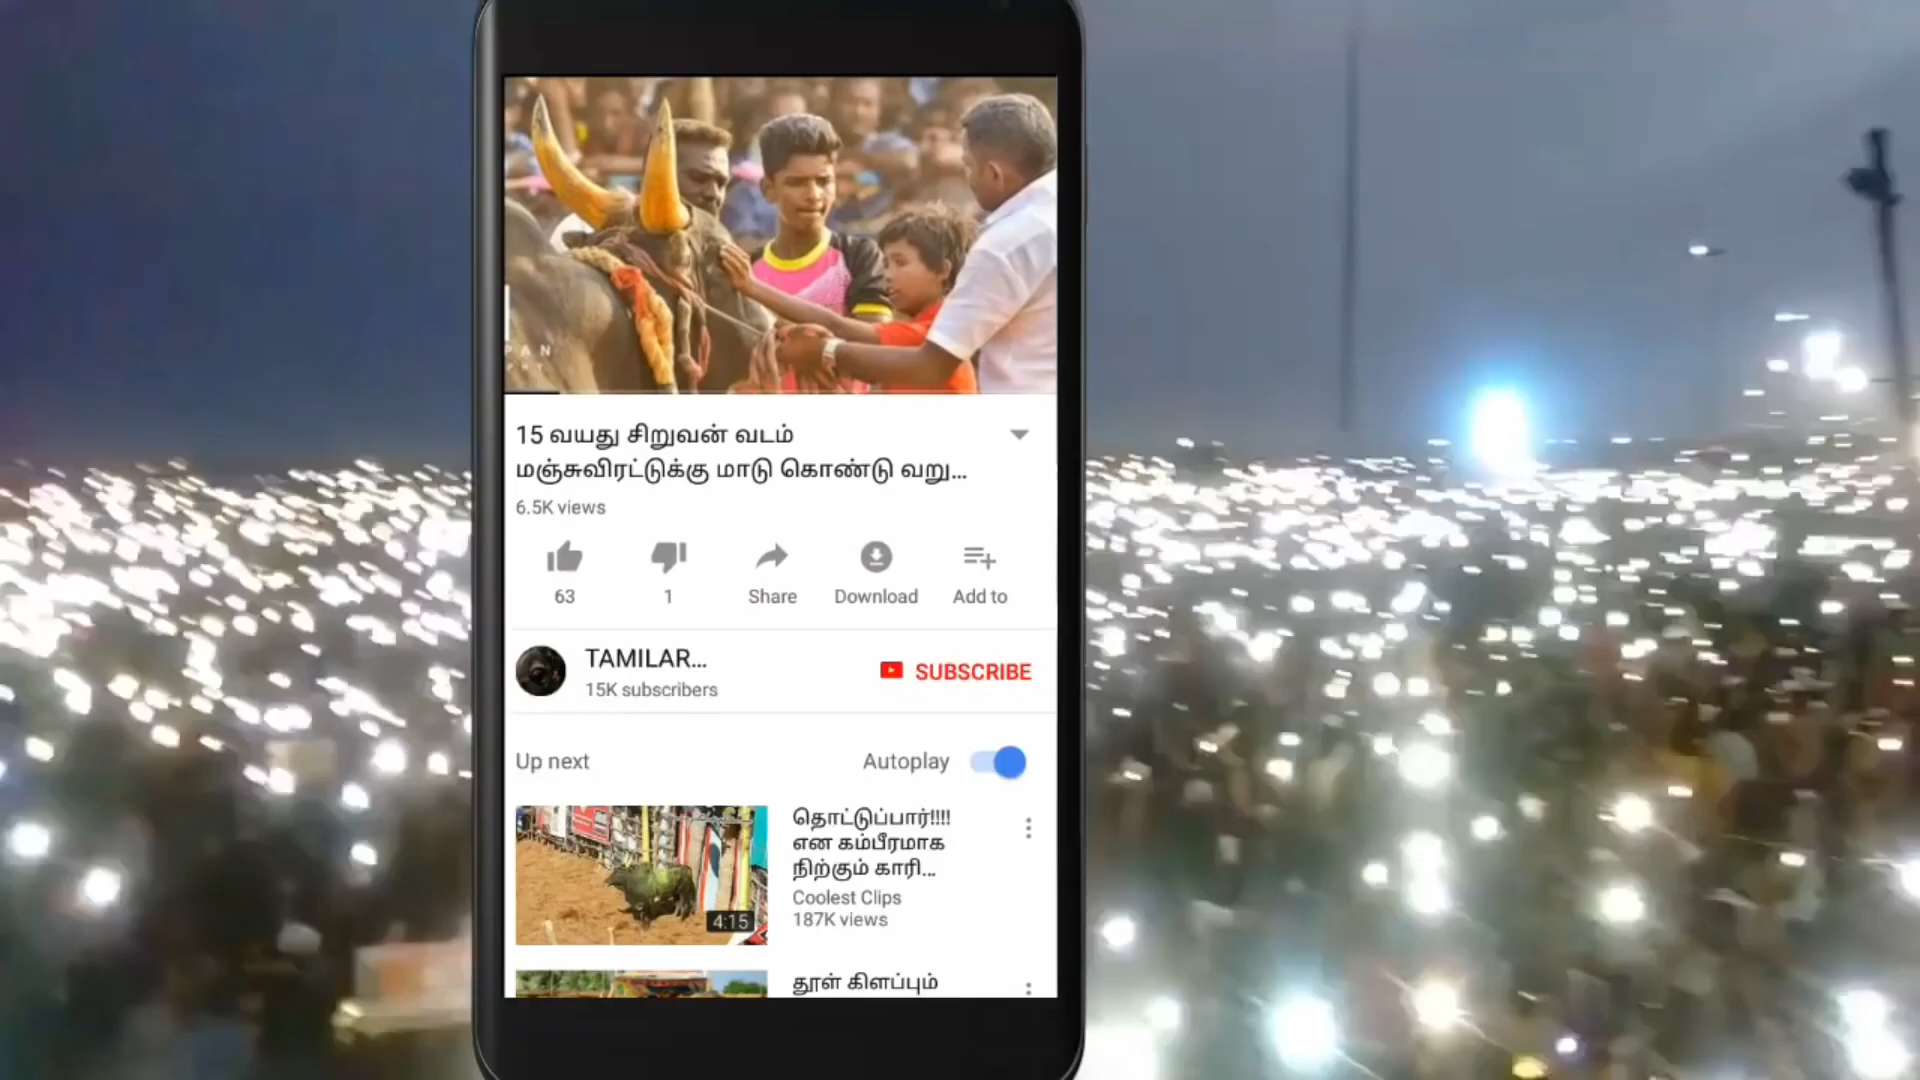 15 வயது சிறுவன் வடம்
மஞ்சுவிரட்டுக்கு மாடு கொண்டு வறு...
6.5K views
63
1
Share
Download
Add to
TAMILAR...
15K subscribers
SUBSCRIBE
Up next
Autoplay
தொட்டுப்பார்!!!!
என கம்பீரமாக
நிற்கும் காரி...
Coolest Clips
187K views
4:15
தூள் கிளப்பும்